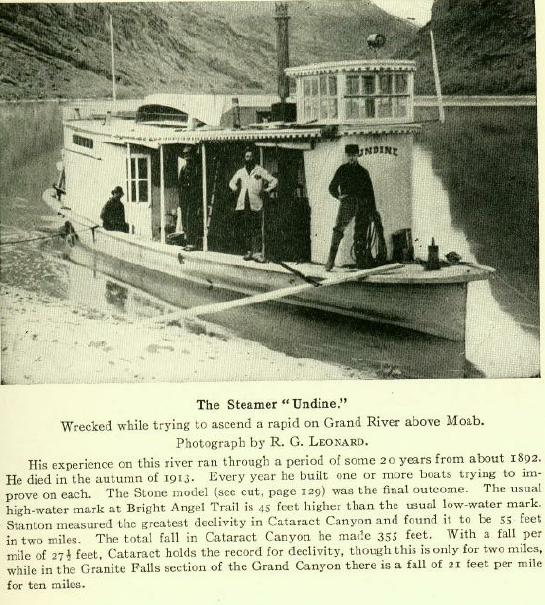 UNDINE
The Steamer "Undine."
Wrecked while trying to ascend a rapid on Grand River above Moab.
Photograph by R. G. LEONARD.
His experience on this river ran through a period of some 20 years from about 1892.
He died in the autumn of 1913. Every year he built one or more boats trying to im-
prove on each. The Stone model (see cut, page 129) was the final outcome. The usual
high-water mark at Bright Angel Trail is 45 feet higher than the usual low-water mark.
Stanton measured the greatest declivity in Cataract Canyon and found it to be 55 feet
in two miles. The total fall in Cataract Canyon he made 355 feet. With a fall per
mile of 27½ feet, Cataract holds the record for declivity, though this is only for two miles,
while in the Granite Falls section of the Grand Canyon there is a fall of 21 feet per mile
for ten miles.